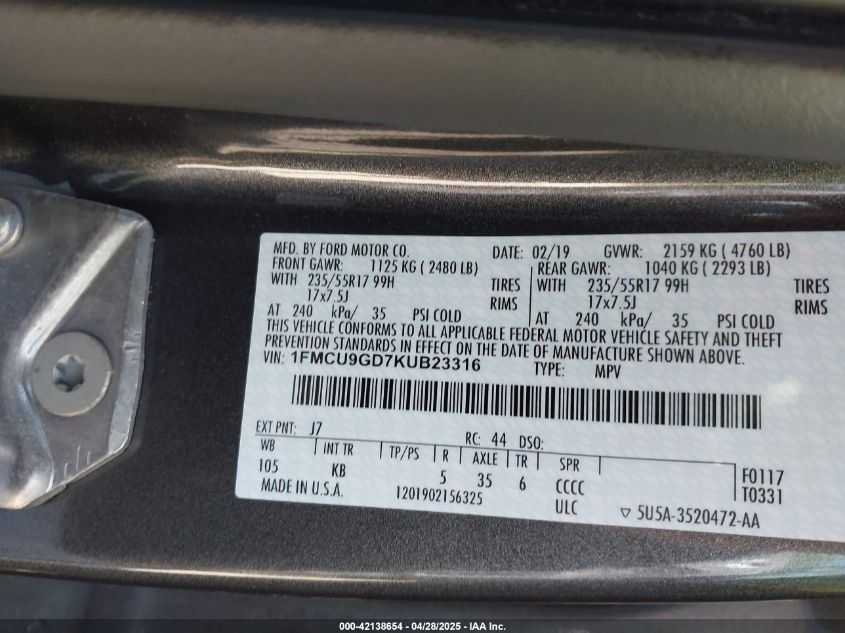 MFD. BY FORD MOTOR CO. DATE: 02/19 GVWR: 2159 KG ( 4760 LB)
FRONT GAWR: 1125 KG ( 2480 LB) REAR GAWR: 1040 KG ( 2293 LB)
WITH 235/55R17 99H TIRES WITH 235/55R17 99H TIRES
17x7.5J RIMS 17x7.5J RIMS
AT 240 kPa/ 35 PSI COLD AT 240 kPa/ 35 PSI COLD
THIS VEHICLE CONFORMS TO ALL APPLICABLE FEDERAL MOTOR VEHICLE SAFETY AND THEFT
PREVENTION STANDARDS IN EFFECT ON THE DATE OF MANUFACTURE SHOWN ABOVE.
VIN: 1FMCU9GD7KUB23316 TYPE: MPV
EXT PNT: J7 RC: 44 DSO:
WB INT TR TP/PS R AXLE TR SPR F0117
105 KB 5 35 6 CCCC T0331
MADE IN U.S.A. 1201902156325 ULC ▽ 5U5A-3520472-AA
000-42138654 / 04/28/2025 - IAA Inc.